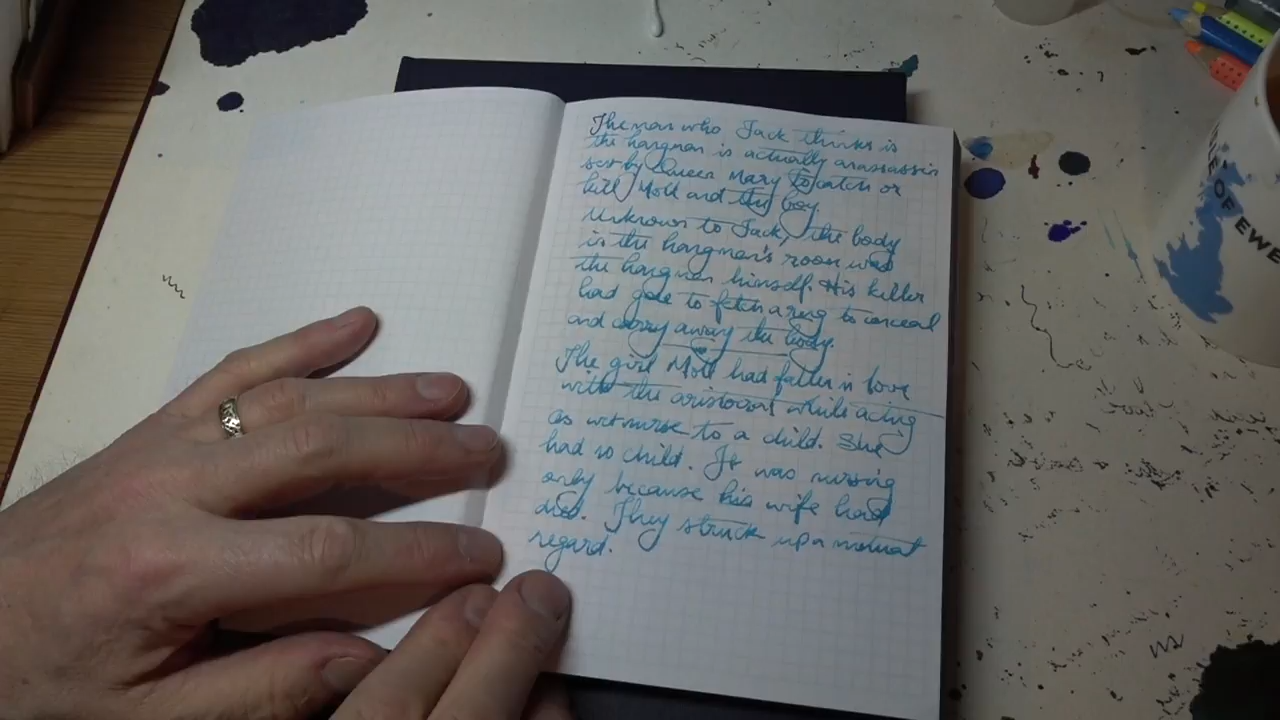 The man who Jack thinks is
the hangman is actually an assassin
sent by Queen Mary to catch or
kill Moll and the boy
Unknown to Jack, the body
in the hangman's room was
the hangman himself. His killer
had gone to fetch a rug to conceal
and carry away the body.
The girl Moll had fallen in love
with the aristocrat while acting
as wet nurse to a child. She
had no child. It was nursing
only because his wife had
died. They struck up a mutual
regard.
OF EWE